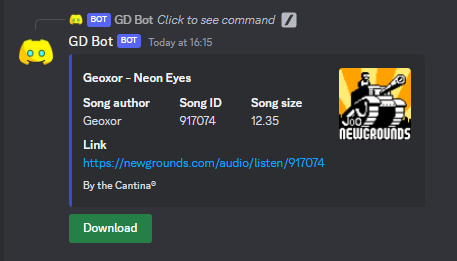 BOT GD Bot Click to see command
GD Bot BOT Today at 16:15
Geoxor - Neon Eyes
Song author Song ID Song size
Geoxor 917074 12.35
NEWGROUNDS
Link
https://newgrounds.com/audio/listen/917074
By the Cantina®
Download